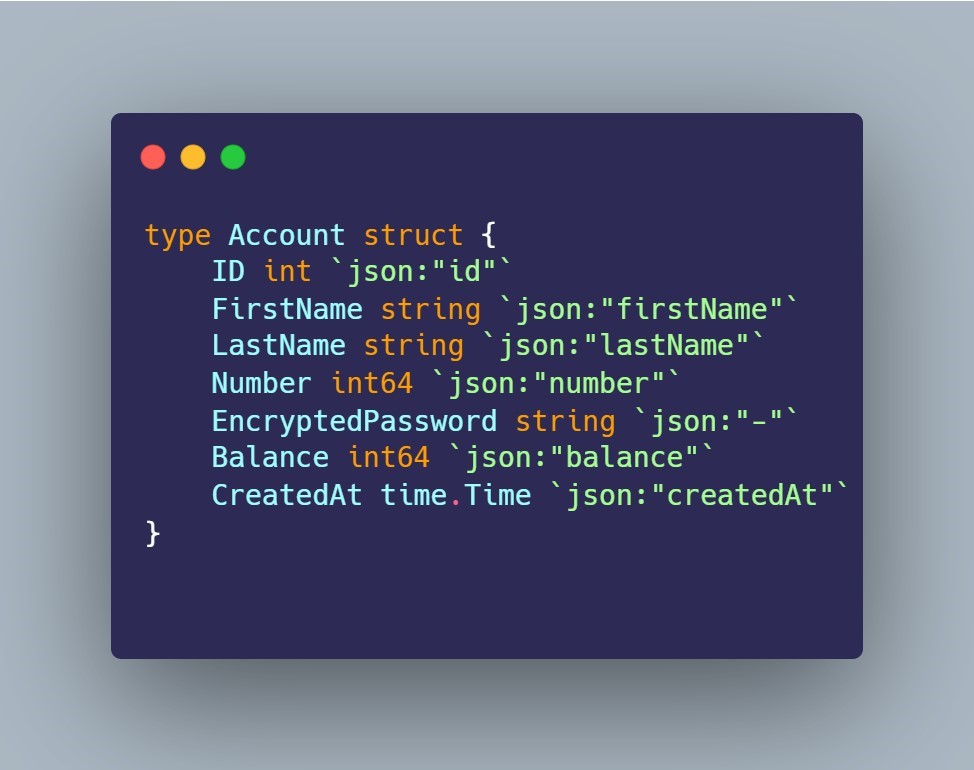 type Account struct {
    ID int `json:"id"`
    FirstName string `json:"firstName"`
    LastName string `json:"lastName"`
    Number int64 `json:"number"`
    EncryptedPassword string `json:"-"`
    Balance int64 `json:"balance"`
    CreatedAt time.Time `json:"createdAt"`
}